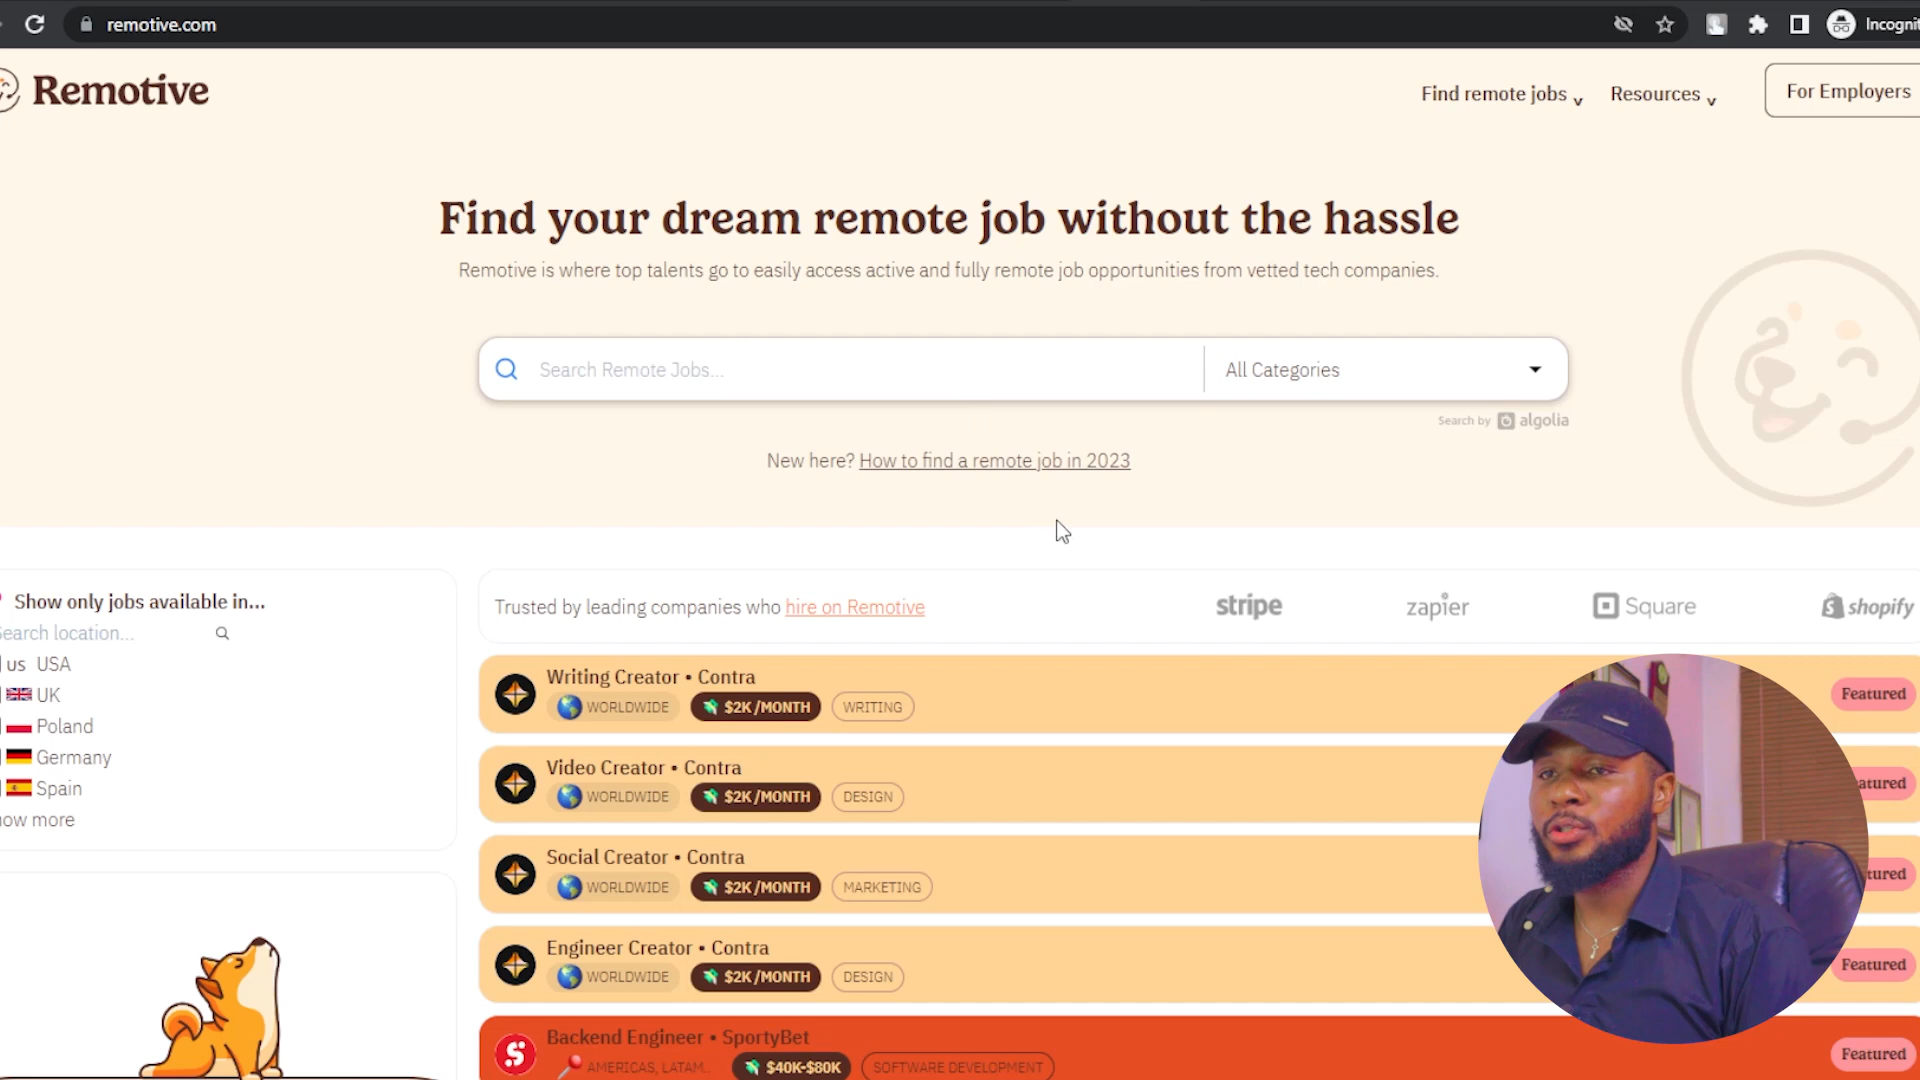 remotive.com
Incognit
Remotive
Find remote jobs
Resources
For Employers
Find your dream remote job without the hassle
Remotive is where top talents go to easily access active and fully remote job opportunities from vetted tech companies.
Search Remote Jobs...
All Categories
Search by algolia
New here? How to find a remote job in 2023
Show only jobs available in...
earch location...
us USA
UK
Poland
Germany
Spain
ow more
Trusted by leading companies who hire on Remotive
stripe
zapier
Square
shopify
Writing Creator • Contra
WORLDWIDE
$2K/MONTH
WRITING
Featured
Video Creator • Contra
WORLDWIDE
$2K/MONTH
DESIGN
atured
Social Creator • Contra
WORLDWIDE
$2K/MONTH
MARKETING
tured
Engineer Creator • Contra
WORLDWIDE
$2K/MONTH
DESIGN
Featured
Backend Engineer • SportyBet
AMERICAS, LATAM..
$40K-$80K
SOFTWARE DEVELOPMENT
Featured